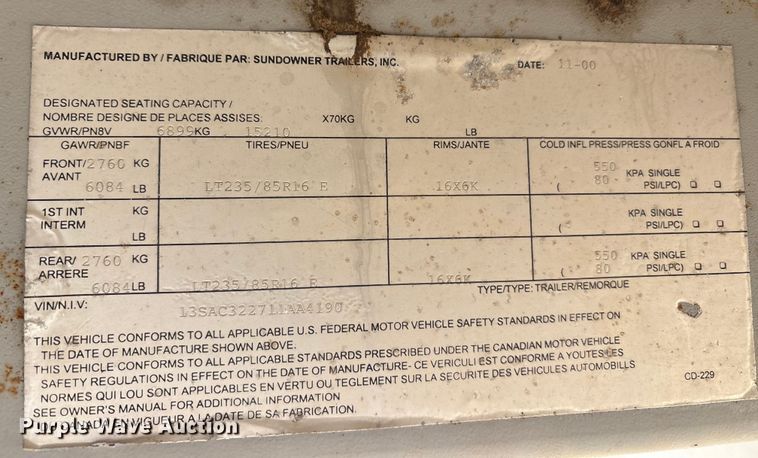 MANUFACTURED BY / FABRIQUE PAR: SUNDOWNER TRAILERS, INC. DATE: 11-00
DESIGNATED SEATING CAPACITY /
NOMBRE DESIGNE DE PLACES ASSISES: X70KG KG
GVWR/PNBV 6899KG 15210 LB
GAWR/PNBF TIRES/PNEU RIMS/JANTE COLD INFL PRESS/PRESS GONFL A FROID
FRONT/ 2760 KG 550 KPA SINGLE
AVANT 6084 LB LT235/85R16 E 16X6K ( 80 PSI/LPC)
1ST INT KG KPA SINGLE
INTERM LB ( PSI/LPC)
REAR/ 2760 KG 550 KPA SINGLE
ARRERE 6084 LB LT235/85R16 E 16X6K ( 80 PSI/LPC)
VIN/N.I.V: 13SAC322711AA4190 TYPE/TYPE: TRAILER/REMORQUE
THIS VEHICLE CONFORMS TO ALL APPLICABLE U.S. FEDERAL MOTOR VEHICLE SAFETY STANDARDS IN EFFECT ON
THE DATE OF MANUFACTURE SHOWN ABOVE.
THIS VEHICLE CONFORMS TO ALL APPLICABLE STANDARDS PRESCRIBED UNDER THE CANADIAN MOTOR VEHICLE
SAFETY REGULATIONS IN EFFECT ON THE DATE OF MANUFACTURE- CE VERICULI EST CONFORME A YOUTES LES
NORMES QUI LOU SONT APPLICABLES EN VERTU OU TEGLEMENT SUR LA SECURITE DES VEHICULES AUTOMOBILLS
SEE OWNER'S MANUAL FOR ADDITIONAL INFORMATION CD-229
CANADA EN VIGUEUR A LA DATE DE SA FABRICATION.
Purple Wave Auction